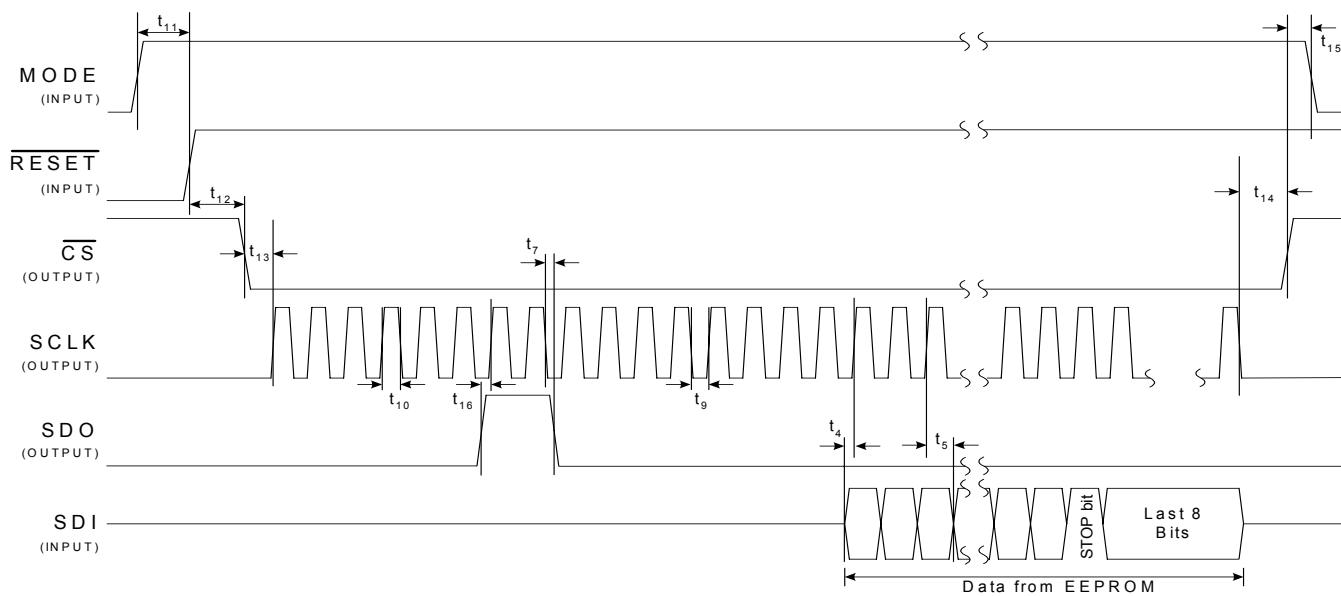 t11
t15
MODE
(INPUT)
RESET
(INPUT)
t12
t14
CS
(OUTPUT)
t13
t7
SCLK
(OUTPUT)
t10
t16
t9
SDO
(OUTPUT)
t4
t5
SDI
(INPUT)
STOP bit
Last 8
Bits
Data from EEPROM